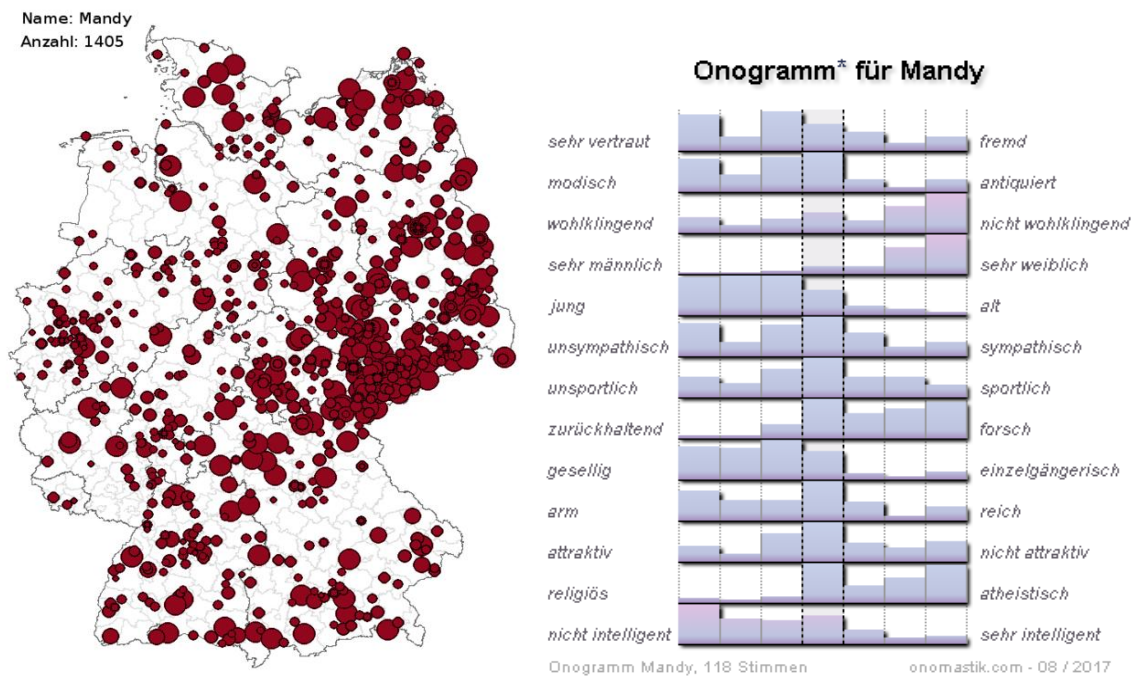 Name: Mandy
Anzahl: 1405
Onogramm* für Mandy
sehr vertraut fremd
modisch antiquiert
wohlklingend nicht wohlklingend
sehr männlich sehr weiblich
jung alt
unsympathisch sympathisch
unsportlich sportlich
zurückhaltend forsch
gesellig einzelgängerisch
arm reich
attraktiv nicht attraktiv
religiös atheistisch
nicht intelligent sehr intelligent
Onogramm Mandy, 118 Stimmen onomastik.com - 08 / 2017